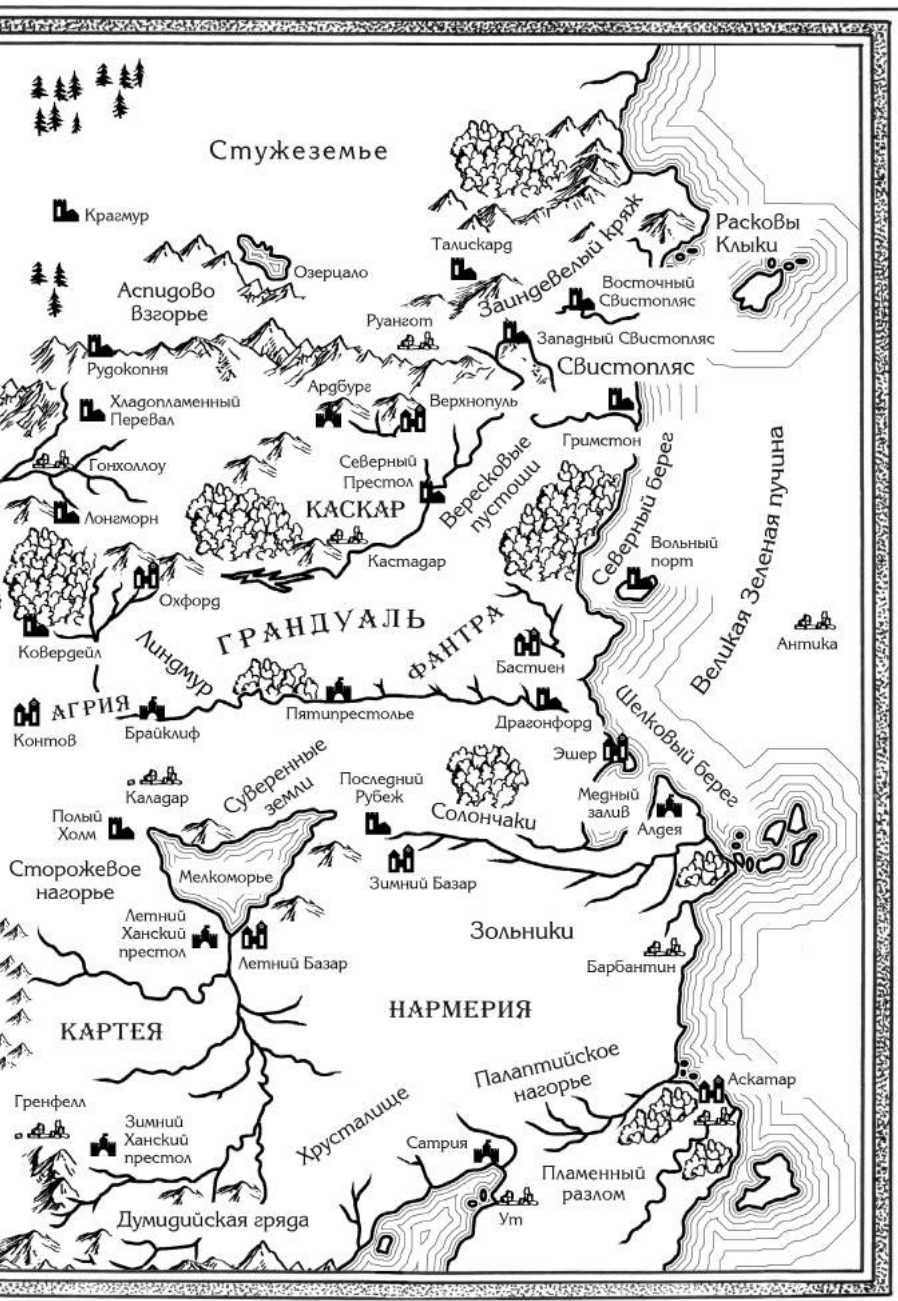 Стужеземье
Крагмур
Расковы
Клыки
Талискард
Заиндевелый кряж
Озерцало
Восточный
Свистопляс
Аспидово
взгорье
Руангот
Западный Свистопляс
Рудокопня
Свистопляс
Ардбург
Верхнопуль
Хладопламенный
Перевал
Гримстон
Гонхоллоу
Северный
Престол
Вересковые
пустоши
Северный берег
КАСКАР
Лонгморн
Кастадар
Вольный
порт
Великая Зеленая пучина
Охфорд
ГРАНДУАЛЬ
ФАНТРА
Антика
Ковердейл
Линдмур
Бастиен
АГРИЯ
Пятипрестолье
Драгонфорд
Контов
Брайклиф
Эшер
Шелковый берег
Суверенные
земли
Последний
Рубеж
Каладар
Медный
залив
Солончаки
Алдея
Полый
Холм
Сторожевое
нагорье
Мелкоморье
Зимний Базар
Летний
Ханский
престол
Летний Базар
Зольники
Барбантин
НАРМЕРИЯ
КАРТЕЯ
Палаптийское
нагорье
Аскатар
Гренфелл
Зимний
Ханский
престол
Хрусталище
Сатрия
Пламенный
разлом
Ут
Думидийская гряда